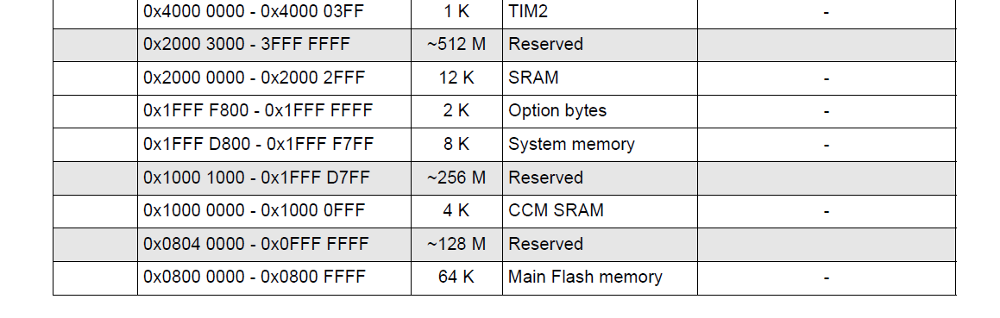 0x4000 0000 - 0x4000 03FF 1 K TIM2 -
0x2000 3000 - 3FFF FFFF ~512 M Reserved
0x2000 0000 - 0x2000 2FFF 12 K SRAM -
0x1FFF F800 - 0x1FFF FFFF 2 K Option bytes -
0x1FFF D800 - 0x1FFF F7FF 8 K System memory -
0x1000 1000 - 0x1FFF D7FF ~256 M Reserved
0x1000 0000 - 0x1000 0FFF 4 K CCM SRAM -
0x0804 0000 - 0x0FFF FFFF ~128 M Reserved
0x0800 0000 - 0x0800 FFFF 64 K Main Flash memory -